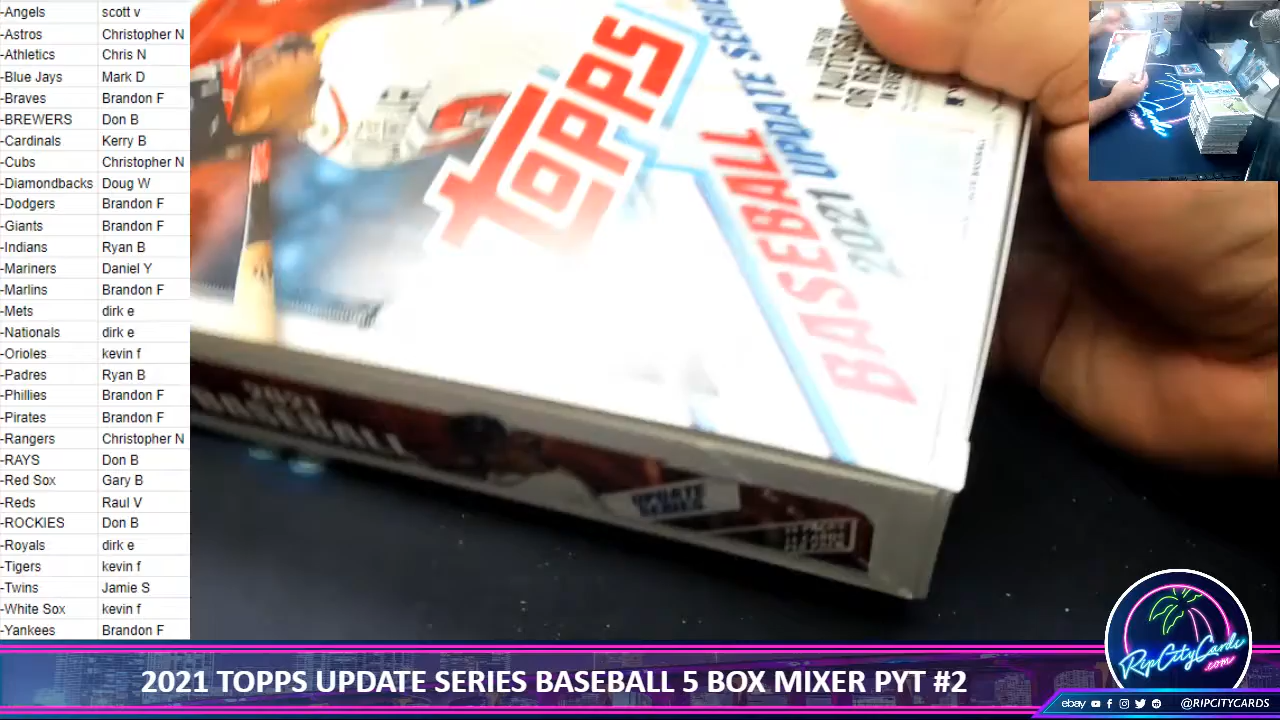 -Angels scott v
-Astros Christopher N
-Athletics Chris N
-Blue Jays Mark D
-Braves Brandon F
-BREWERS Don B
-Cardinals Kerry B
-Cubs Christopher N
-Diamondbacks Doug W
-Dodgers Brandon F
-Giants Brandon F
-Indians Ryan B
-Mariners Daniel Y
-Marlins Brandon F
-Mets dirk e
-Nationals dirk e
-Orioles kevin f
-Padres Ryan B
-Phillies Brandon F
-Pirates Brandon F
-Rangers Christopher N
-RAYS Don B
-Red Sox Gary B
-Reds Raul V
-ROCKIES Don B
-Royals dirk e
-Tigers kevin f
-Twins Jamie S
-White Sox kevin f
-Yankees Brandon F
topps
BASEBALL
2021 UPDATE SERIES
2021
BASEBALL
UPDATE
SERIES
RipCityCards
.com
2021 TOPPS UPDATE SERIES BASEBALL 5 BOX MIXER PYT #2
ebay @RIPCITYCARDS